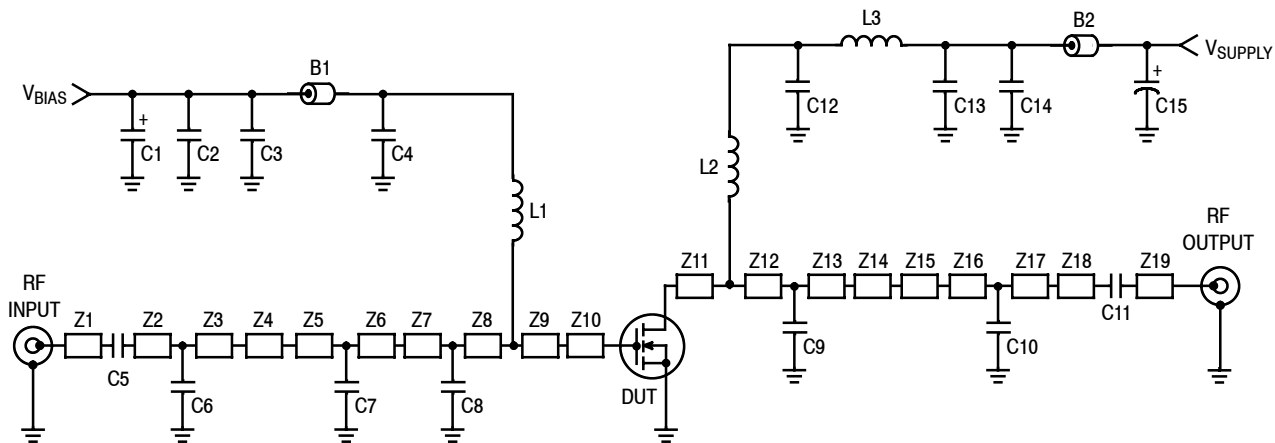 L3
B2
VSUPPLY
+
C12
C13
C14
C15
B1
VBIAS
+
C1
C2
C3
C4
L2
L1
RF
INPUT
Z1
Z2
Z3
Z4
Z5
Z6
Z7
Z8
Z9
Z10
C5
C6
C7
C8
DUT
Z11
Z12
Z13
Z14
Z15
Z16
Z17
Z18
Z19
C11
C9
C10
RF
OUTPUT